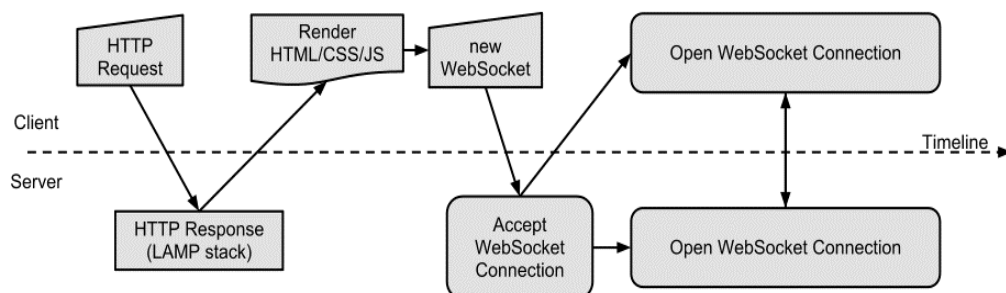 HTTP
Request
Render
HTML/CSS/JS
new
WebSocket
Open WebSocket Connection
Client
Timeline
Server
HTTP Response
(LAMP stack)
Accept
WebSocket
Connection
Open WebSocket Connection